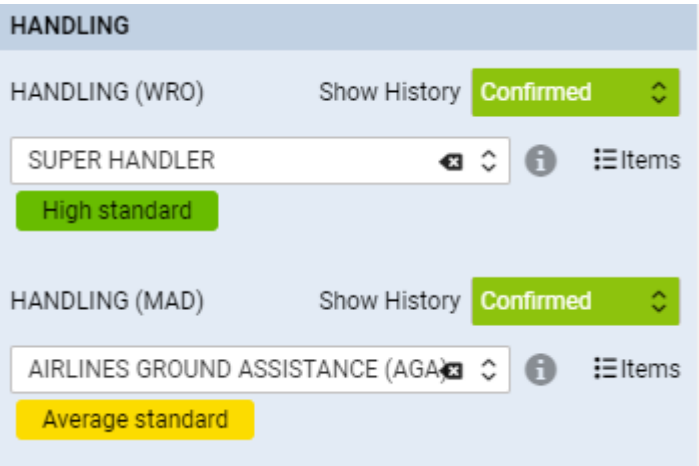 HANDLING
HANDLING (WRO) Show History Confirmed
SUPER HANDLER Items
High standard
HANDLING (MAD) Show History Confirmed
AIRLINES GROUND ASSISTANCE (AGA) Items
Average standard